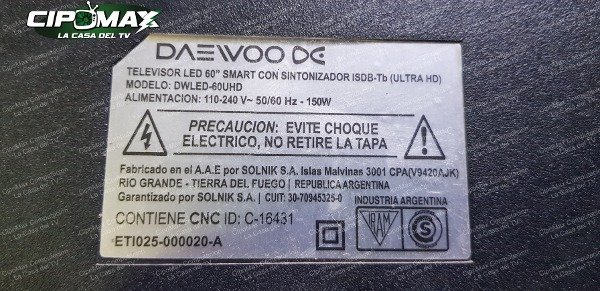 CIPOMAX
LA CASA DEL TV
DAEWOO DE
TELEVISOR LED 60" SMART CON SINTONIZADOR ISDB-Tb (ULTRA HD)
MODELO: DWLED-60UHD
ALIMENTACION: 110-240 V~ 50/60 Hz - 150W
PRECAUCION: EVITE CHOQUE
ELECTRICO, NO RETIRE LA TAPA
Fabricado en el A.A.E por SOLNIK S.A. Islas Malvinas 3001 CPA(V9420AJK)
RIO GRANDE - TIERRA DEL FUEGO | REPUBLICA ARGENTINA
Garantizado por SOLNIK S.A. / CUIT: 30-70945325-0
INDUSTRIA ARGENTINA
CONTIENE CNC ID: C-16431
IRAM
S
ETI025-000020-A